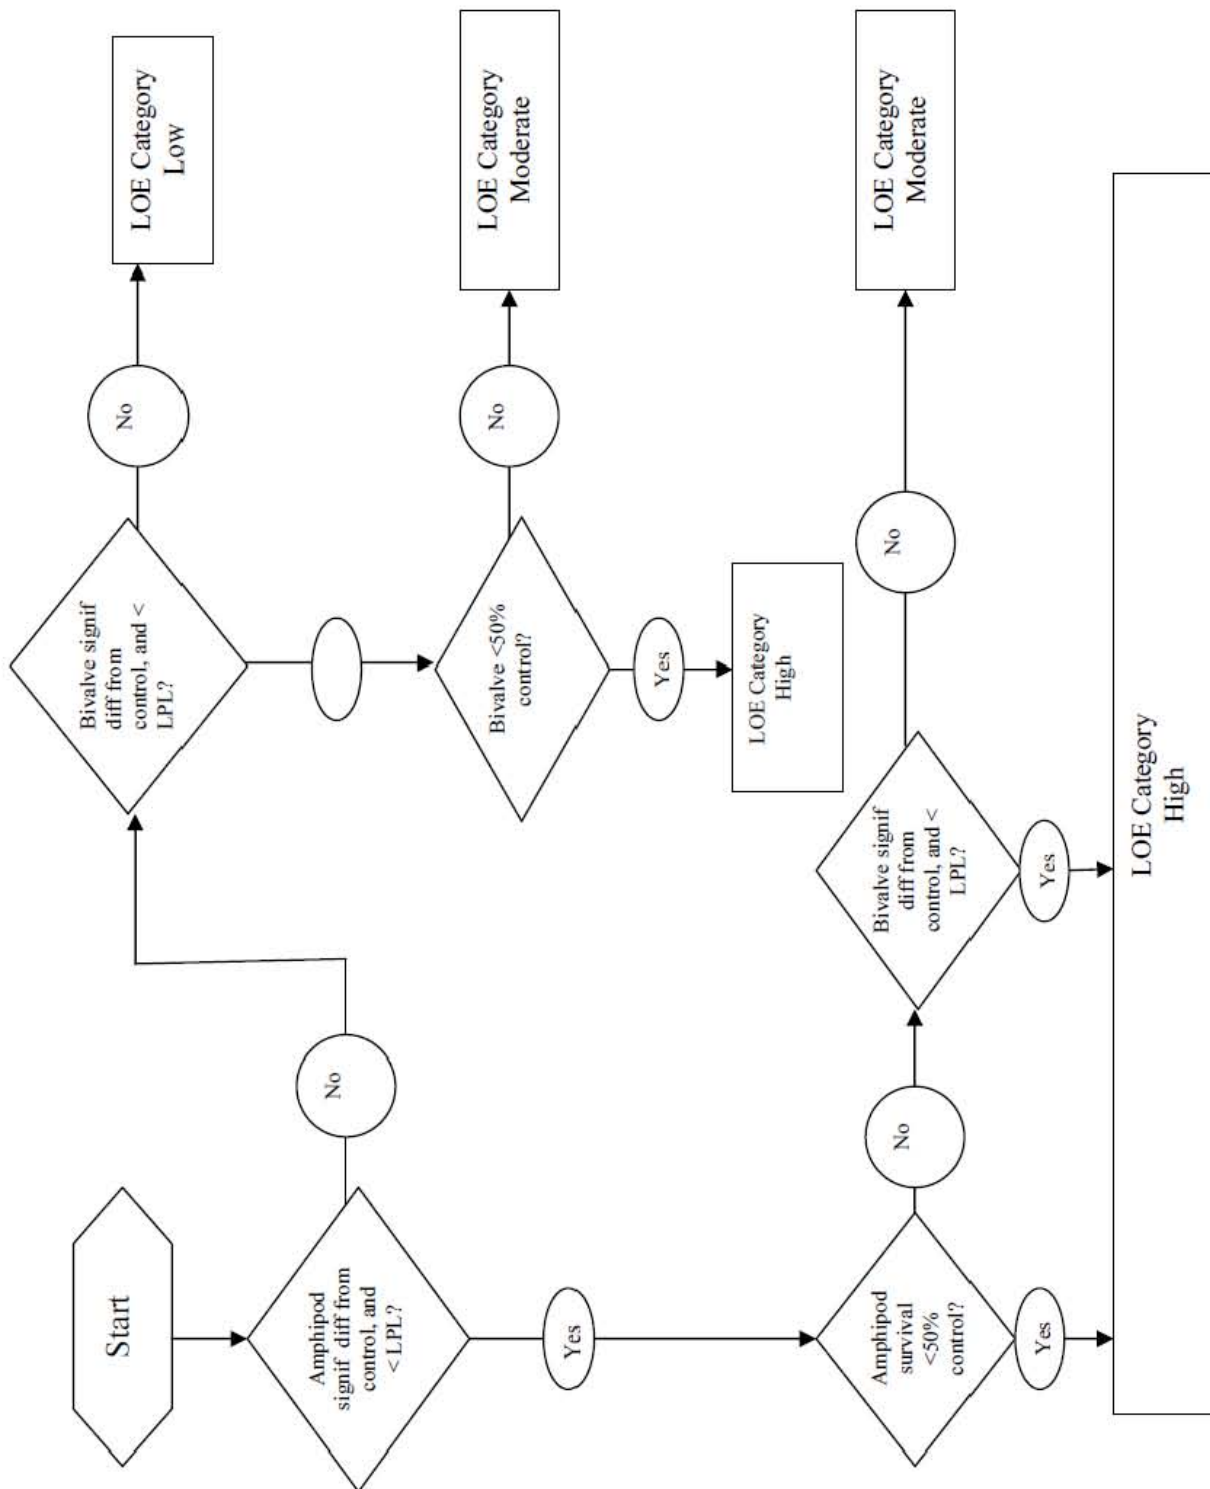 Start
Amphipod
signif  diff from
control, and
< LPL?
No
Bivalve signif
diff from
control, and <
LPL?
No
LOE Category
Low
Bivalve <50%
control?
No
LOE Category
Moderate
Yes
LOE Category
High
Yes
Amphipod
survival
<50%
control?
No
Bivalve signif
diff from
control, and <
LPL?
No
LOE Category
Moderate
Yes
Yes
LOE Category
High